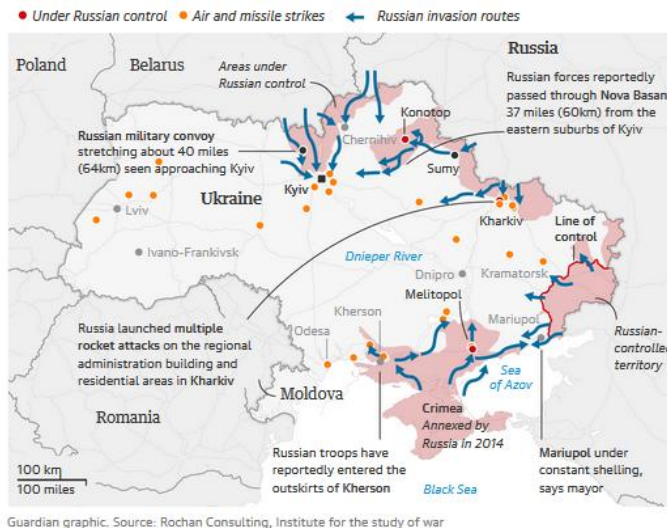 Under Russian control
Air and missile strikes
Russian invasion routes
Poland
Belarus
Areas under
Russian control
Russia
Russian forces reportedly
passed through Nova Basan
37 miles (60km) from the
eastern suburbs of Kyiv
Konotop
Chernihiv
Russian military convoy
stretching about 40 miles
(64km) seen approaching Kyiv
Sumy
Kyiv
Ukraine
Lviv
Kharkiv
Line of
control
Ivano-Frankivsk
Dnieper River
Dnipro
Kramatorsk
Melitopol
Kherson
Mariupol
Russia launched multiple
rocket attacks on the regional
administration building and
residential areas in Kharkiv
Odesa
Russian-
controlled
territory
Sea
of Azov
Moldova
Romania
Crimea
Annexed by
Russia in 2014
Russian troops have
reportedly entered the
outskirts of Kherson
Mariupol under
constant shelling,
says mayor
100 km
100 miles
Black Sea
Guardian graphic. Source: Rochan Consulting, Institute for the study of war